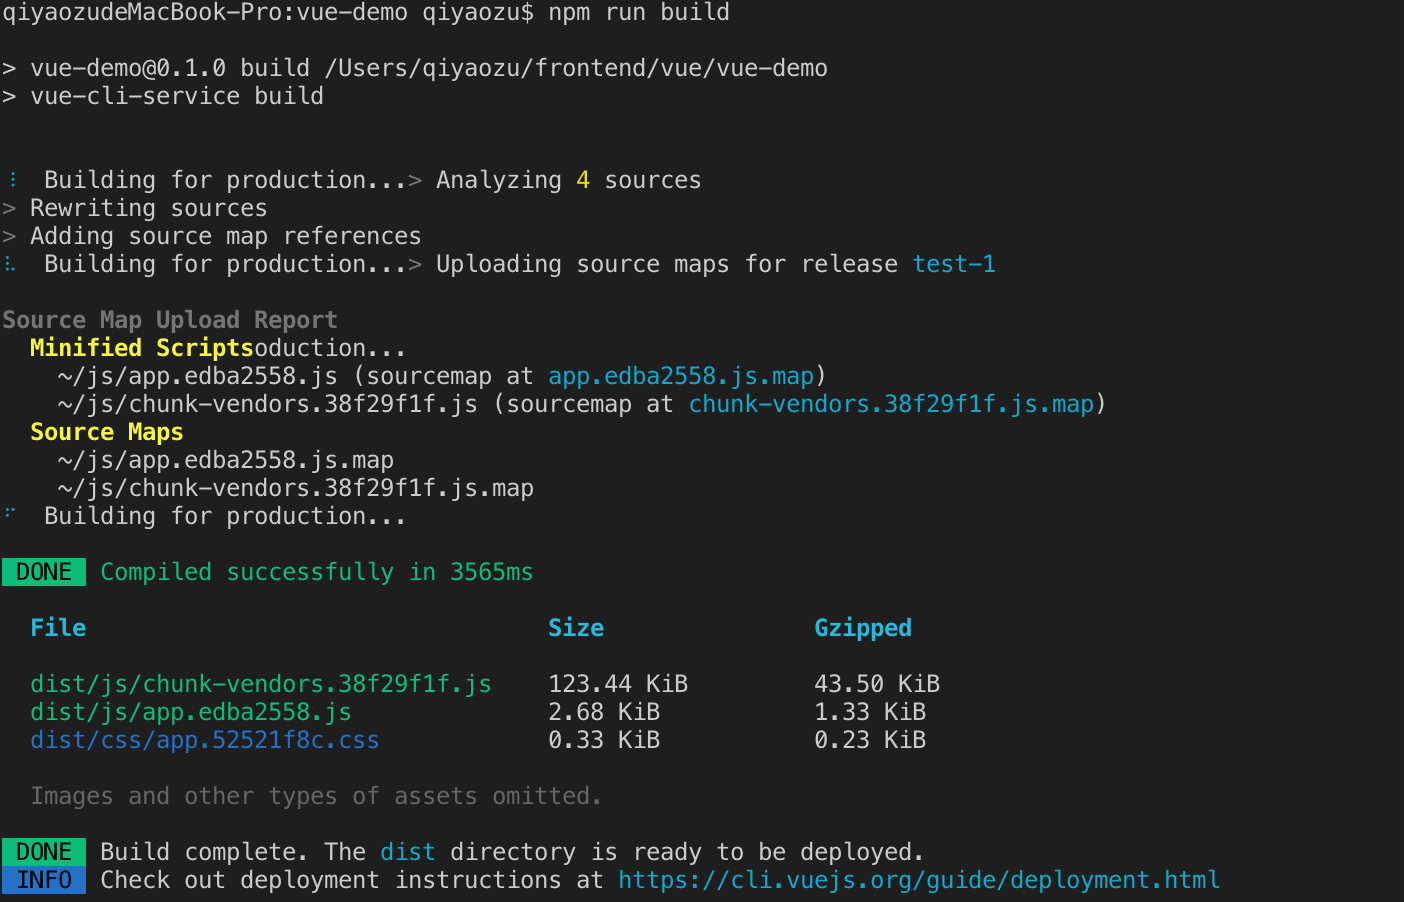 qiyaozudeMacBook-Pro:vue-demo qiyaozu$ npm run build
> vue-demo@0.1.0 build /Users/qiyaozu/frontend/vue/vue-demo
> vue-cli-service build
⠸  Building for production...> Analyzing 4 sources
> Rewriting sources
> Adding source map references
⠧  Building for production...> Uploading source maps for release test-1
Source Map Upload Report
  Minified Scriptsoduction...
    ~/js/app.edba2558.js (sourcemap at app.edba2558.js.map)
    ~/js/chunk-vendors.38f29f1f.js (sourcemap at chunk-vendors.38f29f1f.js.map)
  Source Maps
    ~/js/app.edba2558.js.map
    ~/js/chunk-vendors.38f29f1f.js.map
⠋  Building for production...
DONE  Compiled successfully in 3565ms
  File                                 Size               Gzipped
  dist/js/chunk-vendors.38f29f1f.js    123.44 KiB         43.50 KiB
  dist/js/app.edba2558.js              2.68 KiB           1.33 KiB
  dist/css/app.52521f8c.css            0.33 KiB           0.23 KiB
  Images and other types of assets omitted.
DONE  Build complete. The dist directory is ready to be deployed.
INFO  Check out deployment instructions at https://cli.vuejs.org/guide/deployment.html